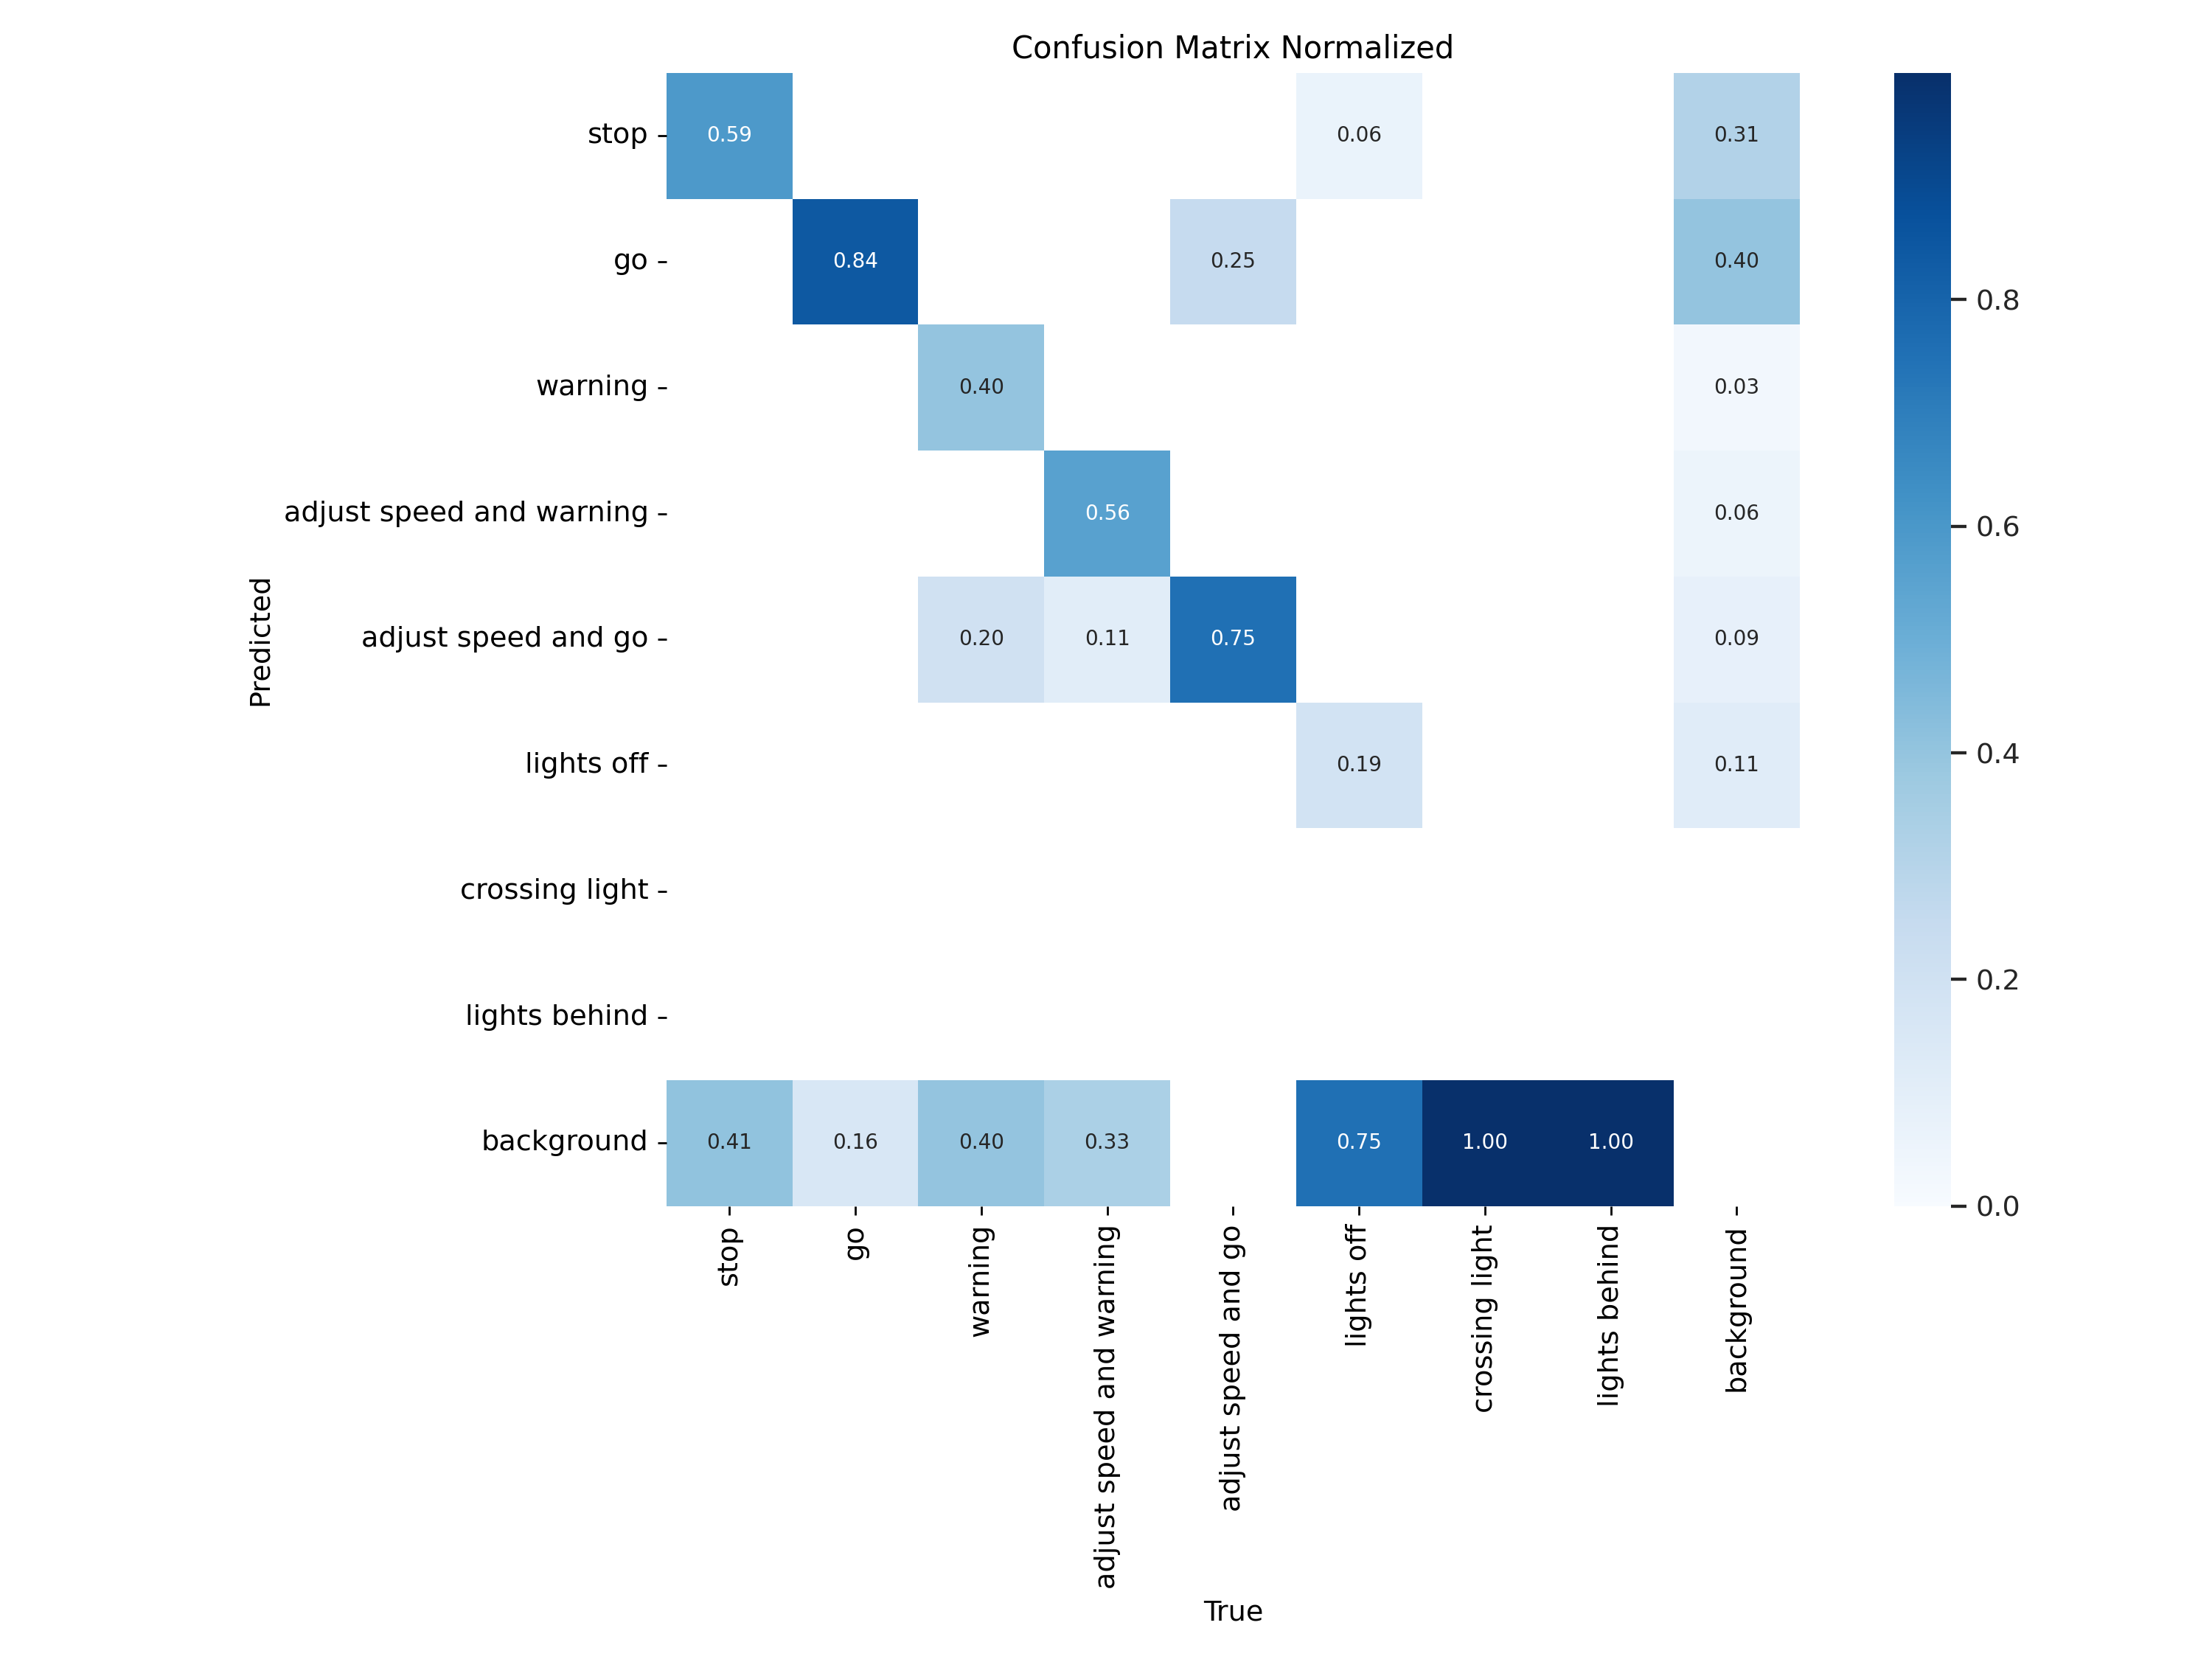 Confusion Matrix Normalized
stop
0.59
0.06
0.31
go
0.84
0.25
0.40
0.8
warning
0.40
0.03
adjust speed and warning
0.56
0.06
0.6
Predicted
adjust speed and go
0.20
0.11
0.75
0.09
lights off
0.19
0.11
0.4
crossing light
lights behind
0.2
background
0.41
0.16
0.40
0.33
0.75
1.00
1.00
0.0
stop
go
warning
adjust speed and warning
adjust speed and go
lights off
crossing light
lights behind
background
True